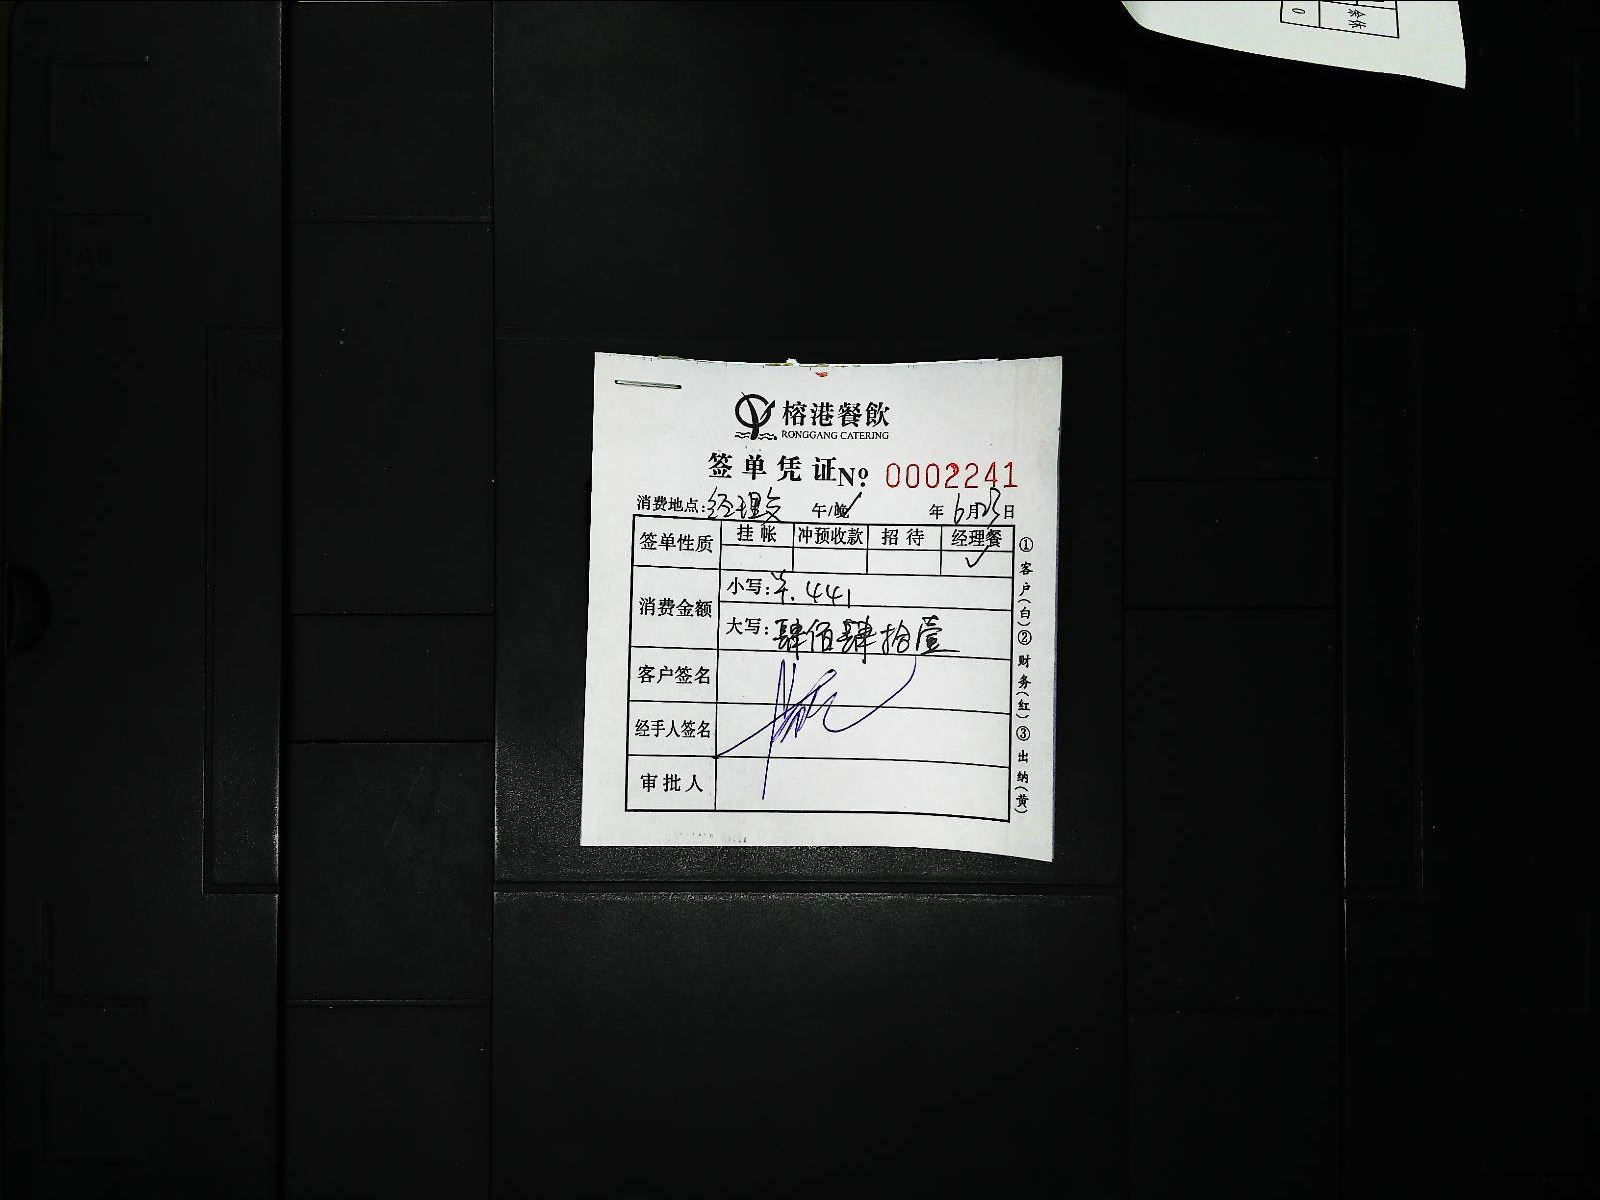 榕港餐飲
RONGGANG CATERING
签单凭证 No: 0002241
消费地点:经理餐 午/晚✓ 年6月23日
签单性质 挂帐 冲预收款 招待 经理餐
✓
消费金额 小写:¥.441
大写:肆佰肆拾壹
客户签名
经手人签名
审批人
①客户(白)②财务(红)③出纳(黄)